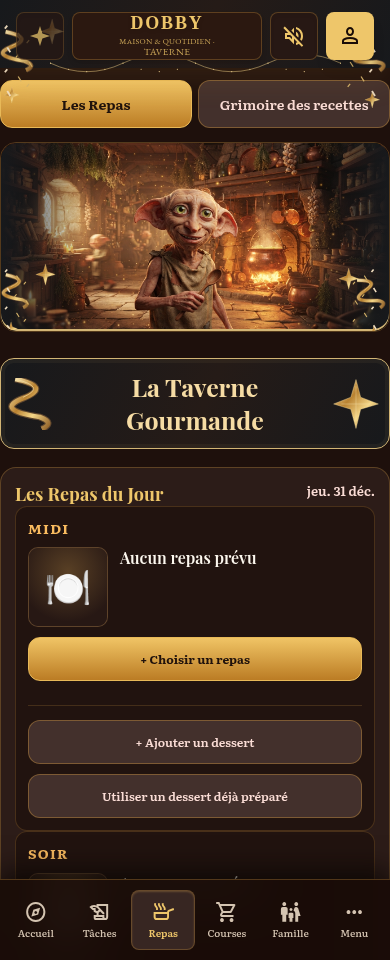 DOBBY
MAISON & QUOTIDIEN ·
TAVERNE
Les Repas
Grimoire des recettes
La Taverne
Gourmande
Les Repas du Jour
jeu. 31 déc.
MIDI
Aucun repas prévu
+ Choisir un repas
+ Ajouter un dessert
Utiliser un dessert déjà préparé
SOIR
Accueil
Tâches
Repas
Courses
Famille
Menu